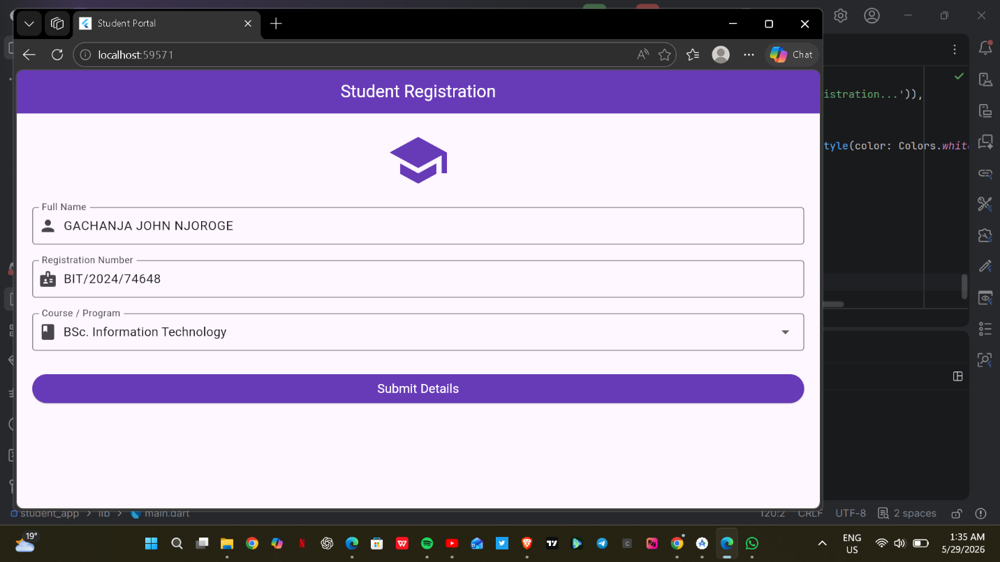 Student Portal
localhost:59571
Chat
Student Registration
istration...')),
tyle(color: Colors.white
Full Name
GACHANJA JOHN NJOROGE
Registration Number
BIT/2024/74648
Course / Program
BSc. Information Technology
Submit Details
student_app > lib > main.dart
120:2 CRLF UTF-8 2 spaces
19°
ENG
US
1:35 AM
5/29/2026